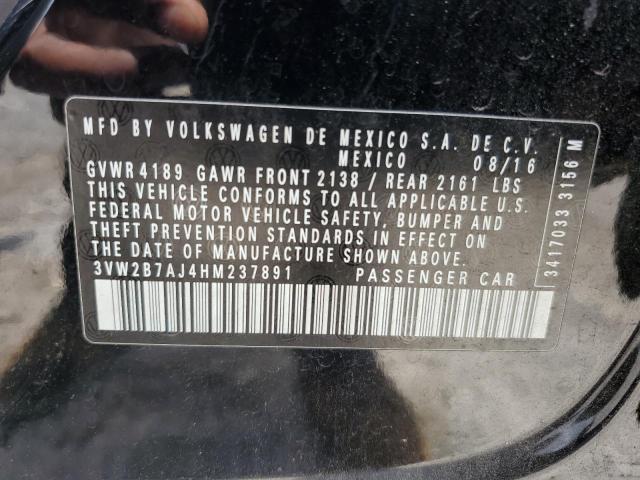 MFD BY VOLKSWAGEN DE MEXICO S.A. DE C.V.
MEXICO 08/16
GVWR 4189 GAWR FRONT 2138 / REAR 2161 LBS
THIS VEHICLE CONFORMS TO ALL APPLICABLE U.S.
FEDERAL MOTOR VEHICLE SAFETY, BUMPER AND
THEFT PREVENTION STANDARDS IN EFFECT ON
THE DATE OF MANUFACTURE SHOWN ABOVE.
3VW2B7AJ4HM237891 PASSENGER CAR
3417033 3156 M